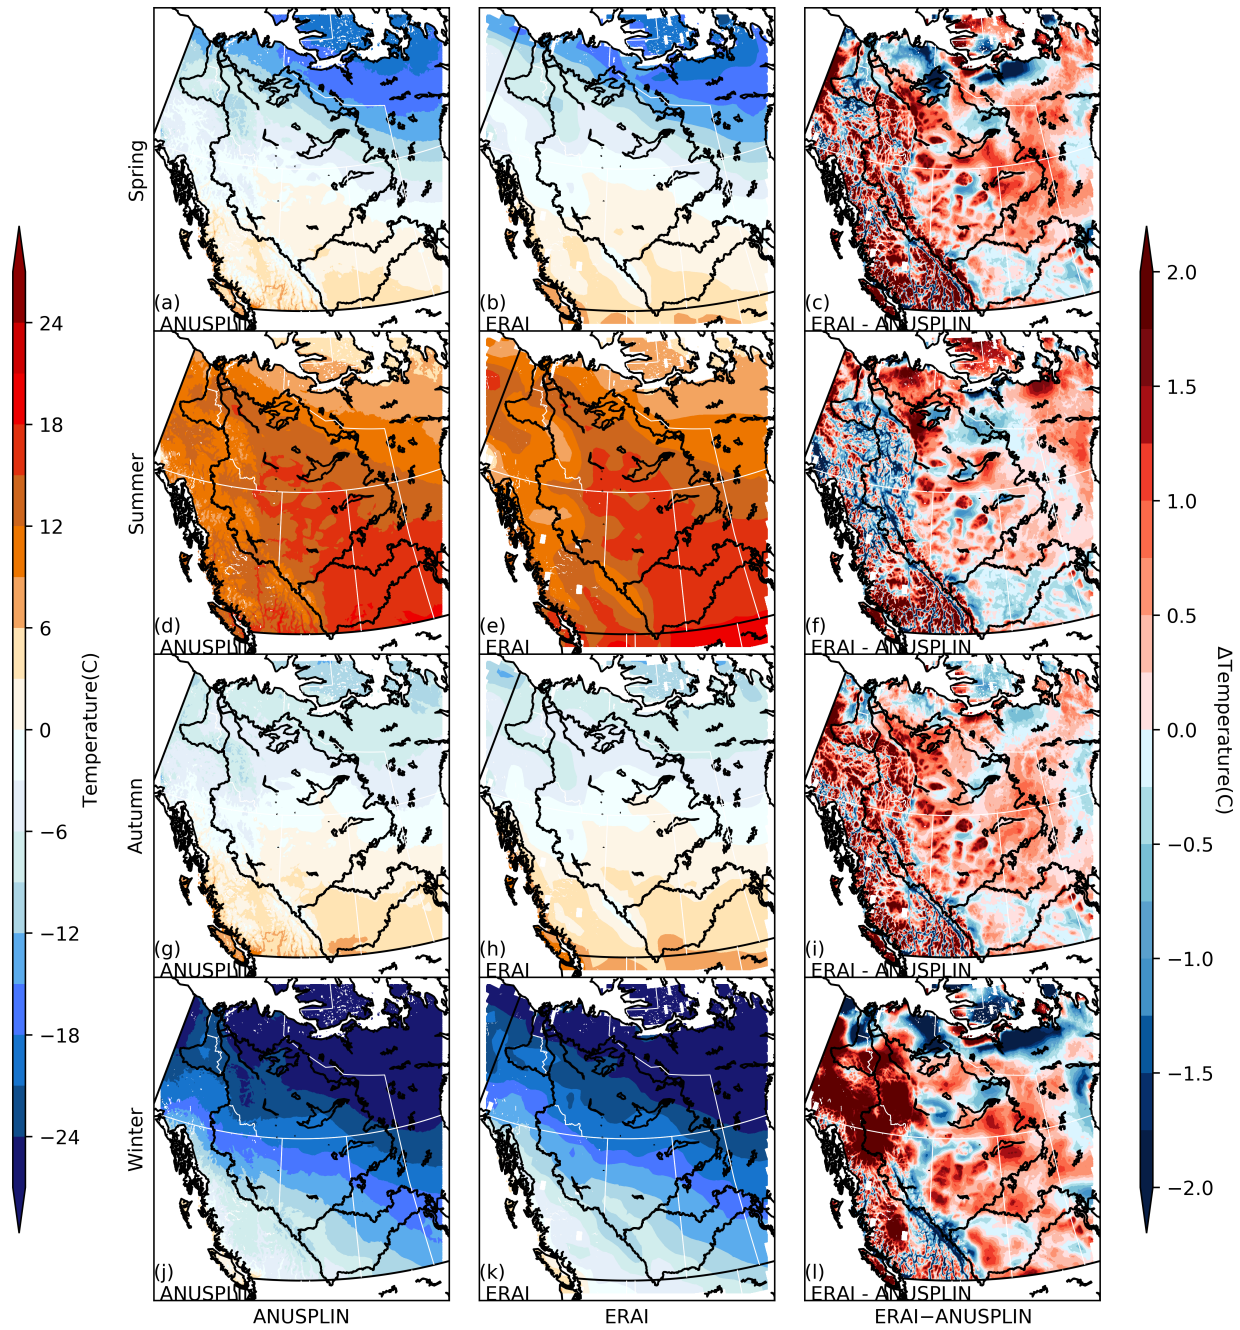 Spring
(a)
ANUSPLIN
(b)
ERAI
(c)
ERAI - ANUSPLIN
Summer
(d)
ANUSPLIN
(e)
ERAI
(f)
ERAI - ANUSPLIN
Autumn
(g)
ANUSPLIN
(h)
ERAI
(i)
ERAI - ANUSPLIN
Winter
(j)
ANUSPLIN
(k)
ERAI
(l)
ERAI - ANUSPLIN
ANUSPLIN
ERAI
ERAI−ANUSPLIN
24
18
12
6
0
−6
−12
−18
−24
Temperature(C)
2.0
1.5
1.0
0.5
0.0
−0.5
−1.0
−1.5
−2.0
ΔTemperature(C)